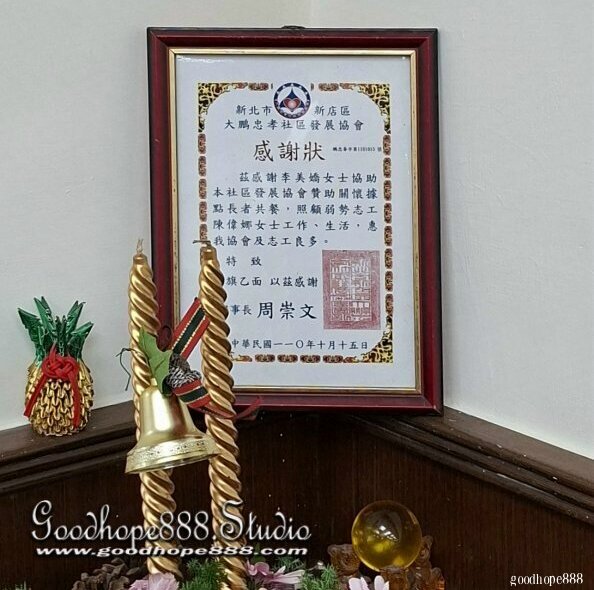 新北市 新店區
大鵬忠孝社區發展協會
感謝狀
茲感謝李美嬌女士協助
本社區發展協會贊助關懷據
點長者共餐，照顧弱勢志工
陳偉娜女士工作、生活，惠
我協會及志工良多。
特 致
旗乙面 以茲感謝
事長 周崇文
中華民國一一〇年十月十五日
Goodhope888.Studio
www.goodhope888.com
goodhope888